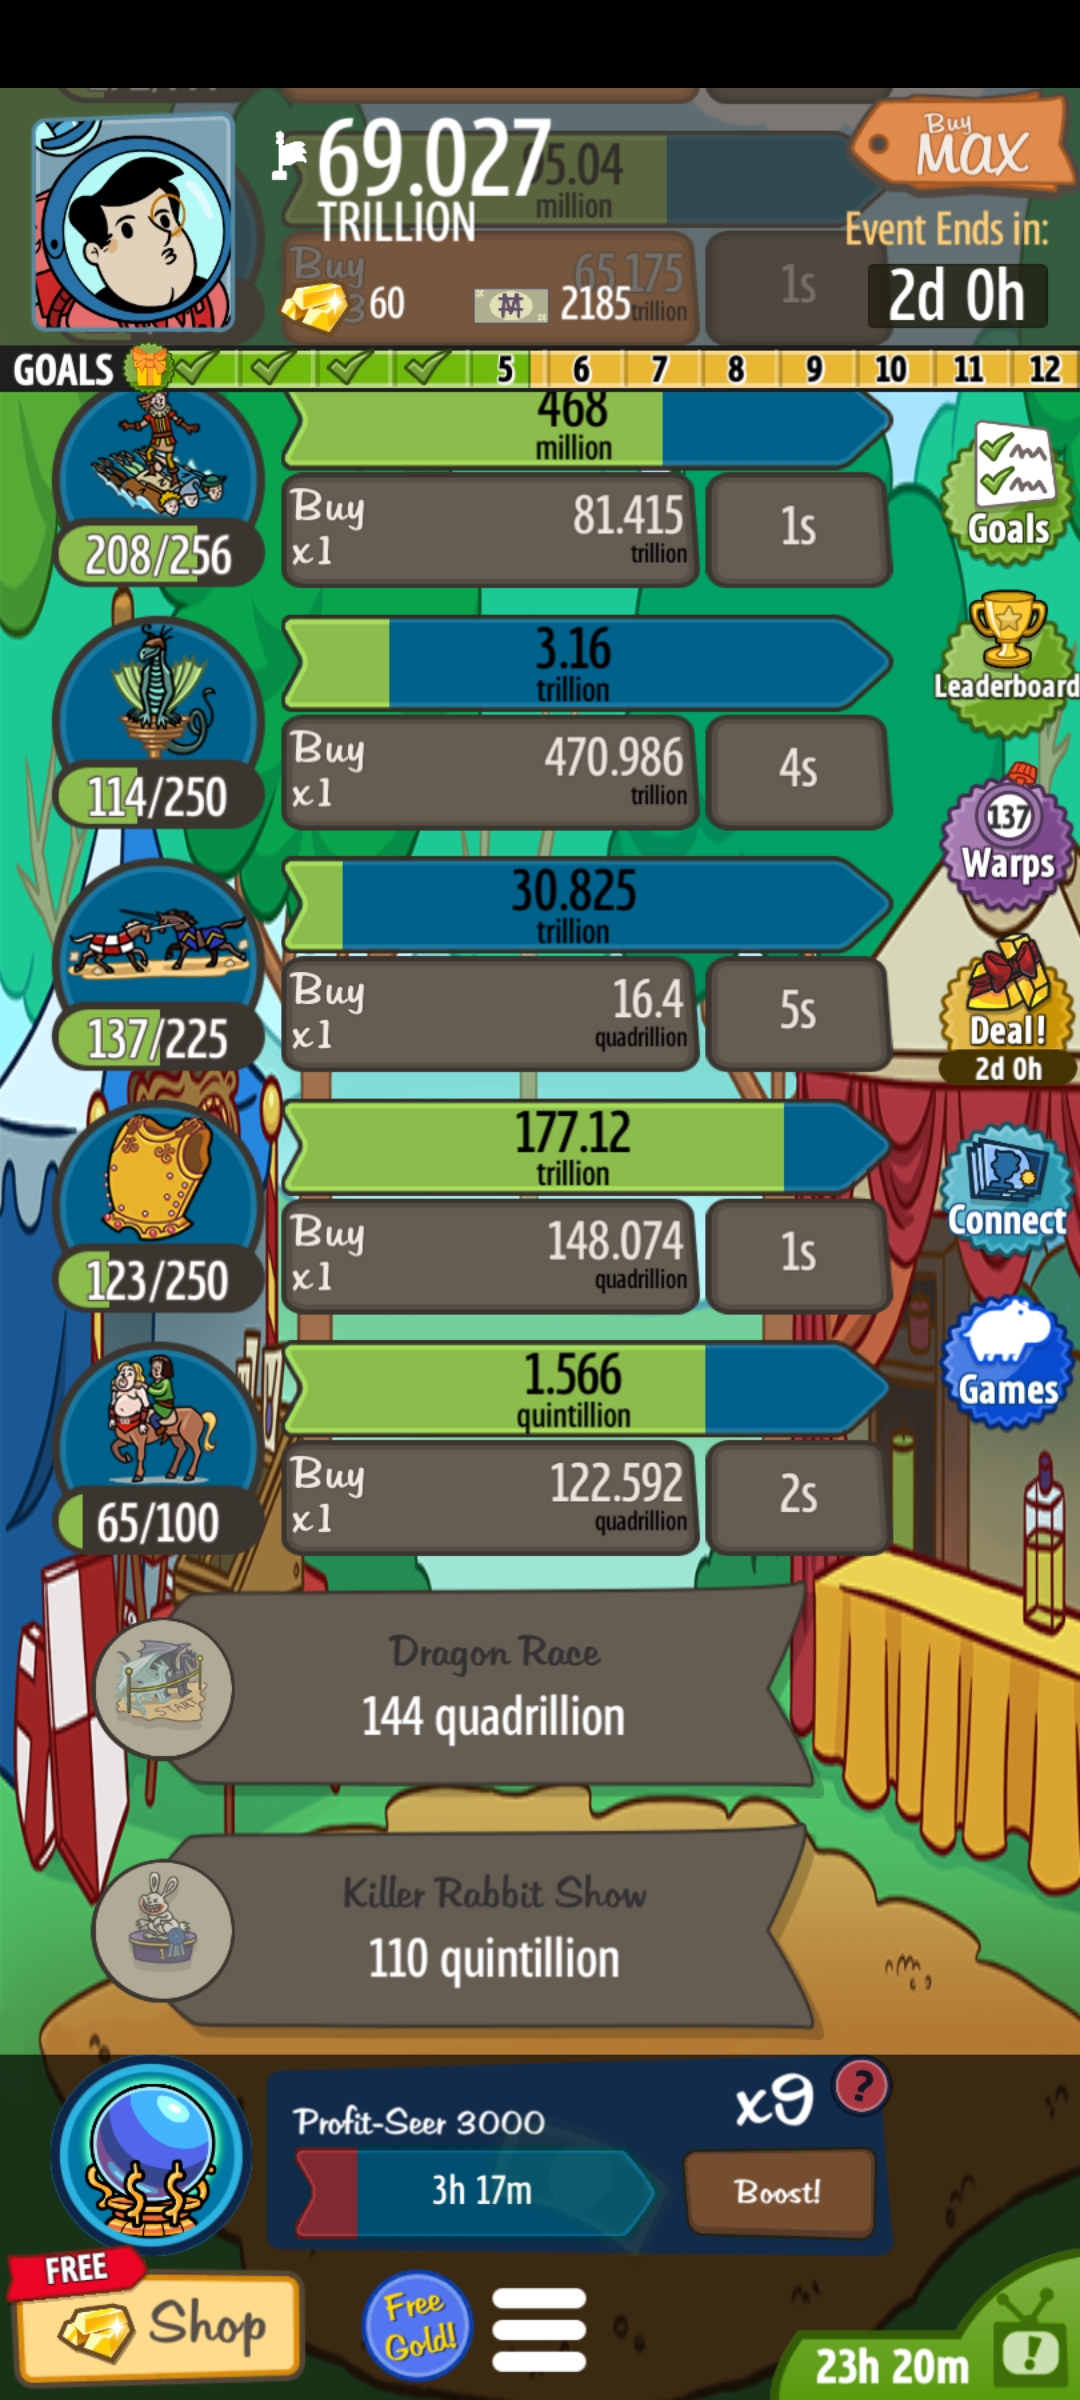 69.027
TRILLION
95.04
million
Buy
MAX
Event Ends in:
2d 0h
Buy
65.175
trillion
1s
60
2185
GOALS
5 6 7 8 9 10 11 12
468
million
Buy
x1
81.415
trillion
1s
208/256
Goals
3.16
trillion
Leaderboard
Buy
x1
470.986
trillion
4s
114/250
137
Warps
30.825
trillion
Buy
x1
16.4
quadrillion
5s
137/225
Deal!
2d 0h
177.12
trillion
Connect
Buy
x1
148.074
quadrillion
1s
123/250
1.566
quintillion
Games
Buy
x1
122.592
quadrillion
2s
65/100
Dragon Race
144 quadrillion
START
Killer Rabbit Show
110 quintillion
1
Profit-Seer 3000
x9
?
3h 17m
Boost!
FREE
Shop
Free
Gold!
23h 20m
!